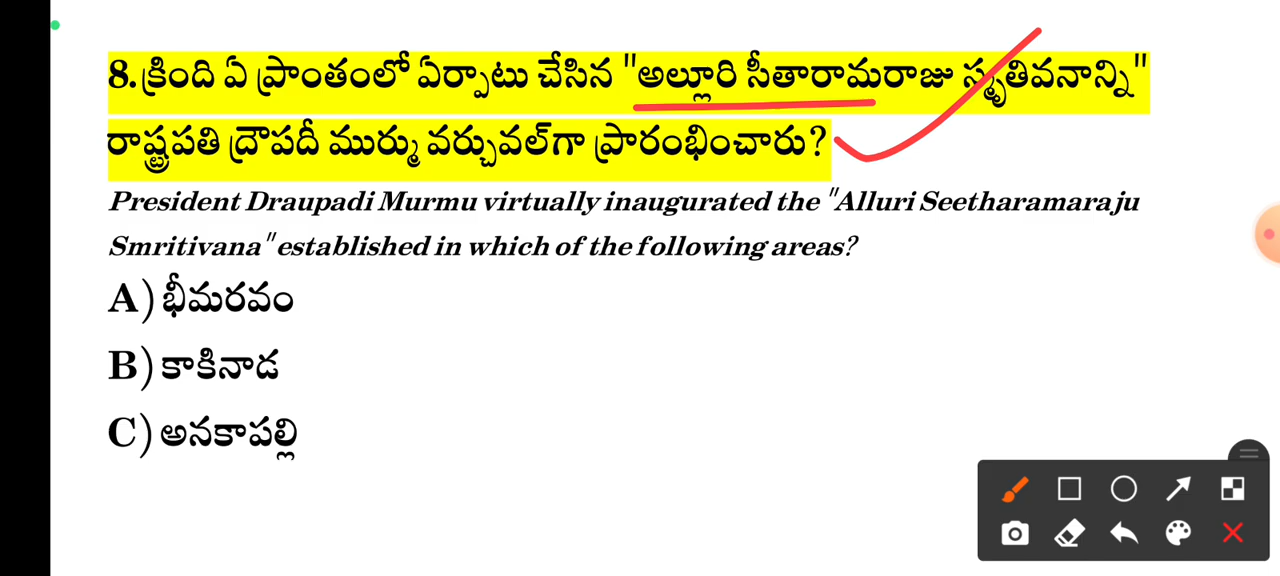 8.క్రింది ఏ ప్రాంతంలో ఏర్పాటు చేసిన "అల్లూరి సీతారామరాజు స్మృతివనాన్ని"
రాష్ట్రపతి ద్రౌపదీ ముర్ము వర్చువల్‌గా ప్రారంభించారు?
President Draupadi Murmu virtually inaugurated the "Alluri Seetharamaraju
Smritivana" established in which of the following areas?
A) భీమరవం
B) కాకినాడ
C) అనకాపల్లి